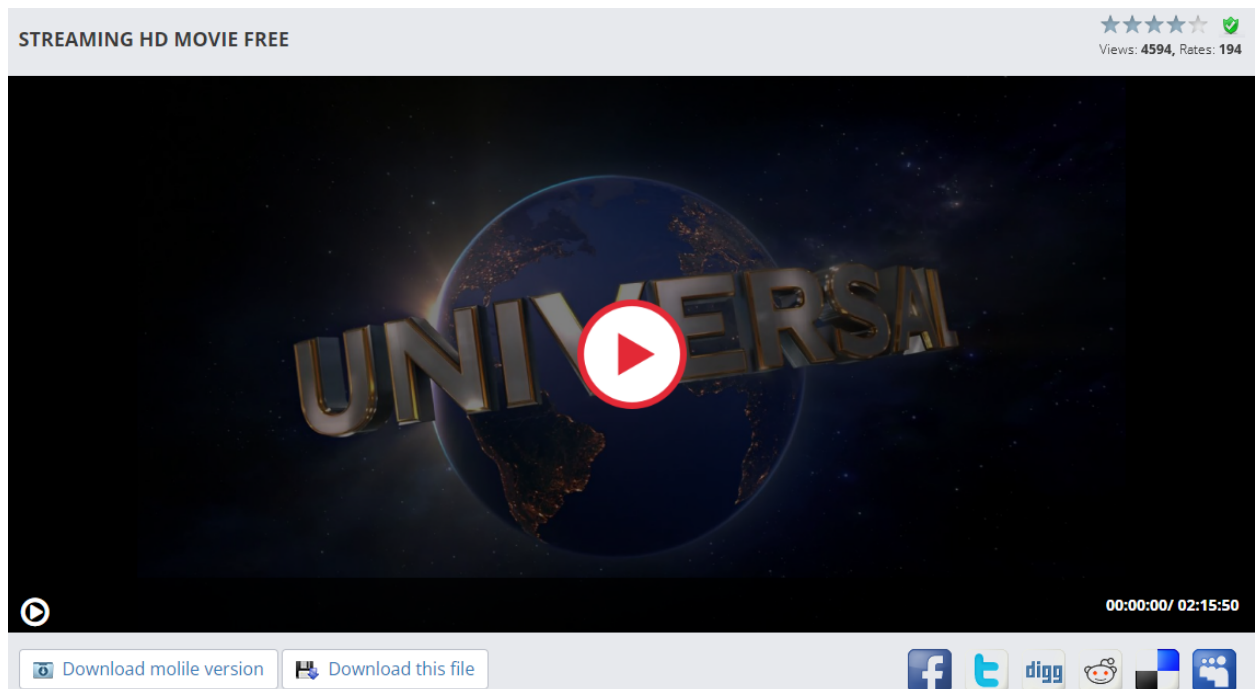 STREAMING HD MOVIE FREE
Views: 4594, Rates: 194
UNIVERSAL
00:00:00/ 02:15:50
Download molile version
Download this file
digg